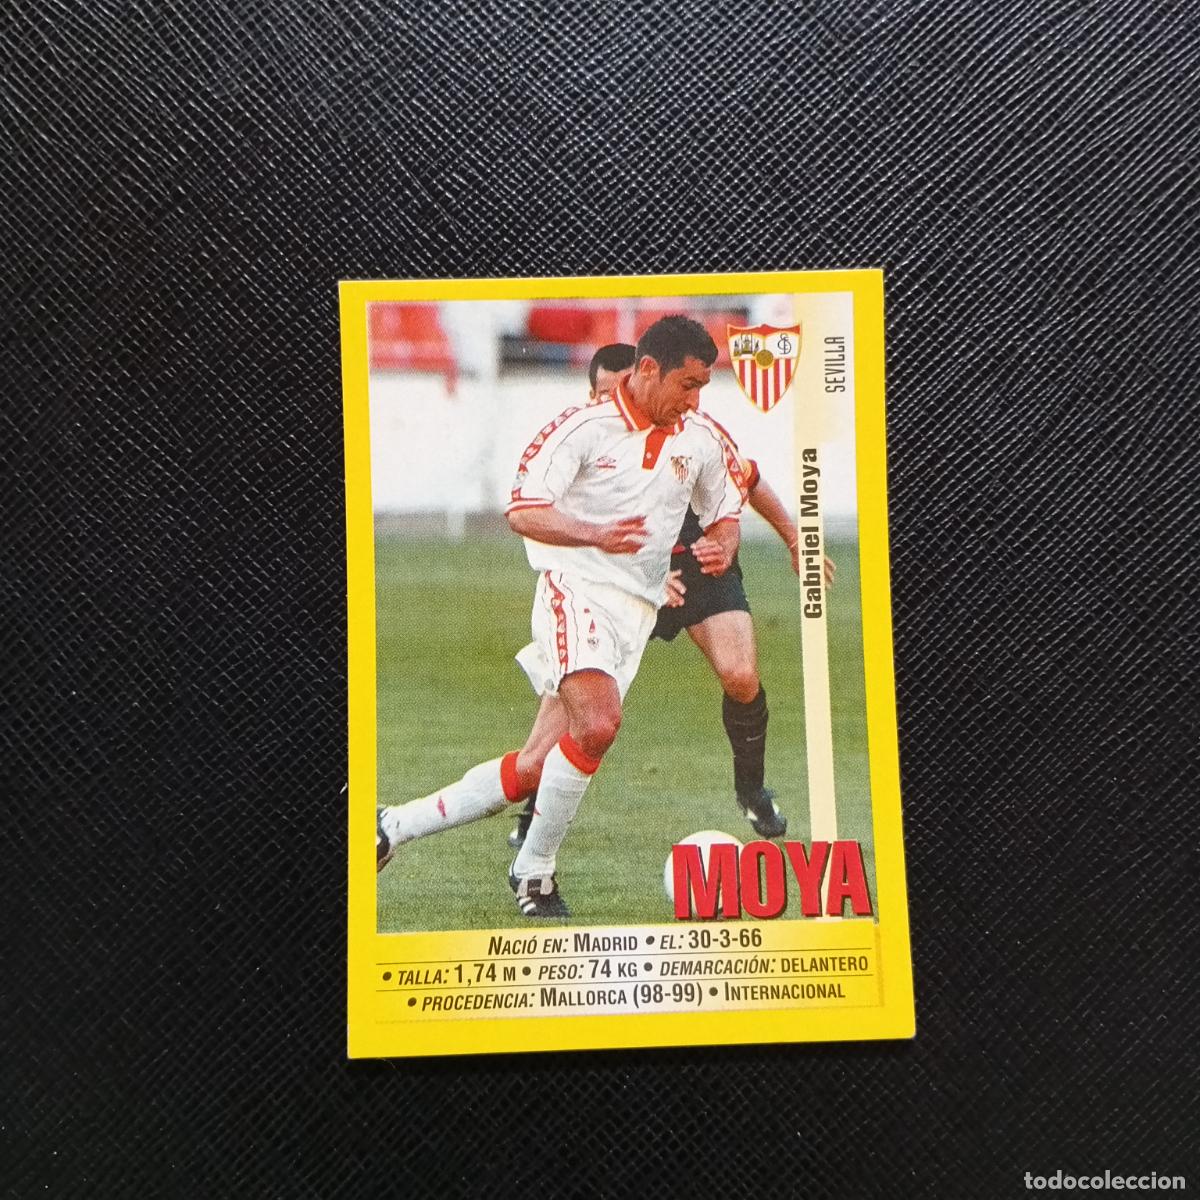 SEVILLA
Gabriel Moya
MOYA
NACIÓ EN: MADRID • EL: 30-3-66
• TALLA: 1,74 M • PESO: 74 KG • DEMARCACIÓN: DELANTERO
• PROCEDENCIA: MALLORCA (98-99) • INTERNACIONAL
todocoleccion